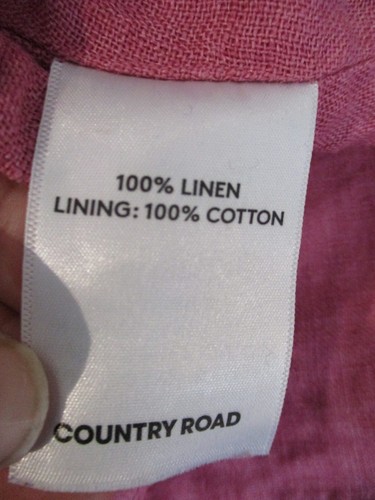 100% LINEN
LINING: 100% COTTON
COUNTRY ROAD